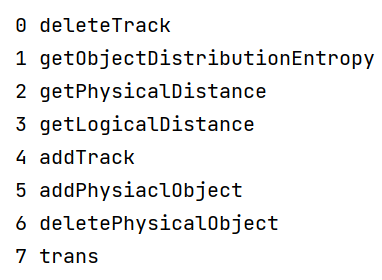 0 deleteTrack
1 getObjectDistributionEntropy
2 getPhysicalDistance
3 getLogicalDistance
4 addTrack
5 addPhysiaclObject
6 deletePhysicalObject
7 trans